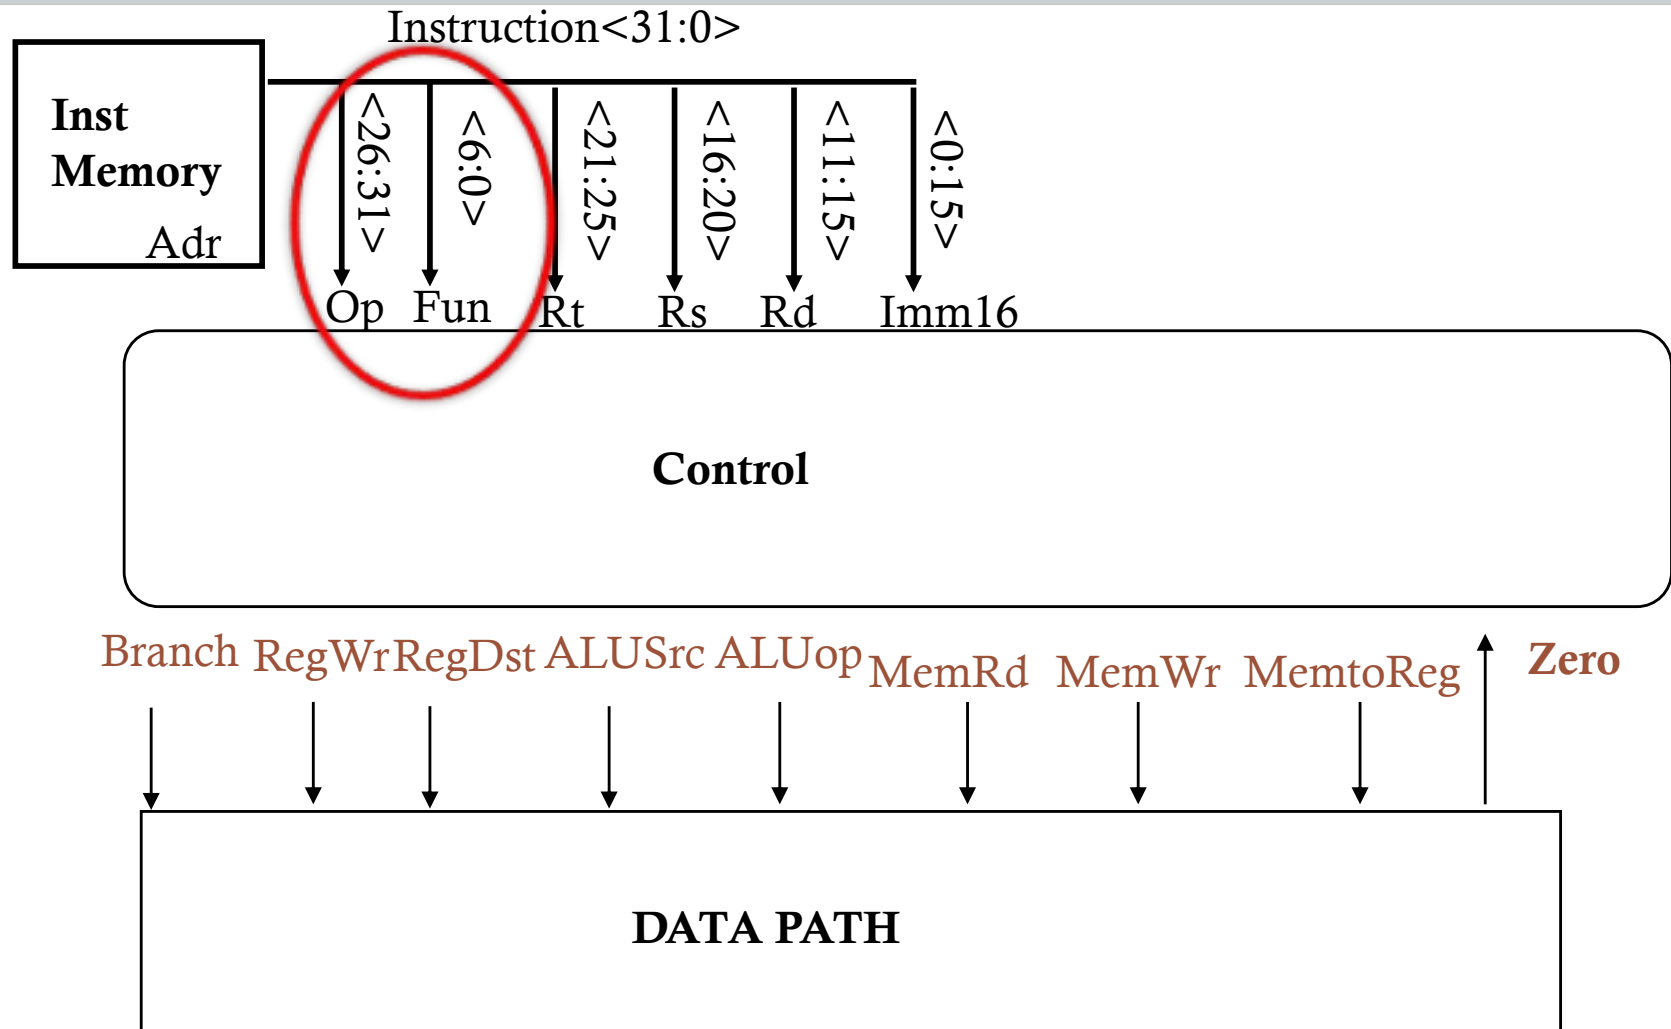 Instruction<31:0>
Inst
Memory
Adr
<26:31>
<6:0>
<21:25>
<16:20>
<11:15>
<0:15>
Op Fun Rt Rs Rd Imm16
Control
Branch RegWr RegDst ALUSrc ALUop MemRd MemWr MemtoReg Zero
DATA PATH